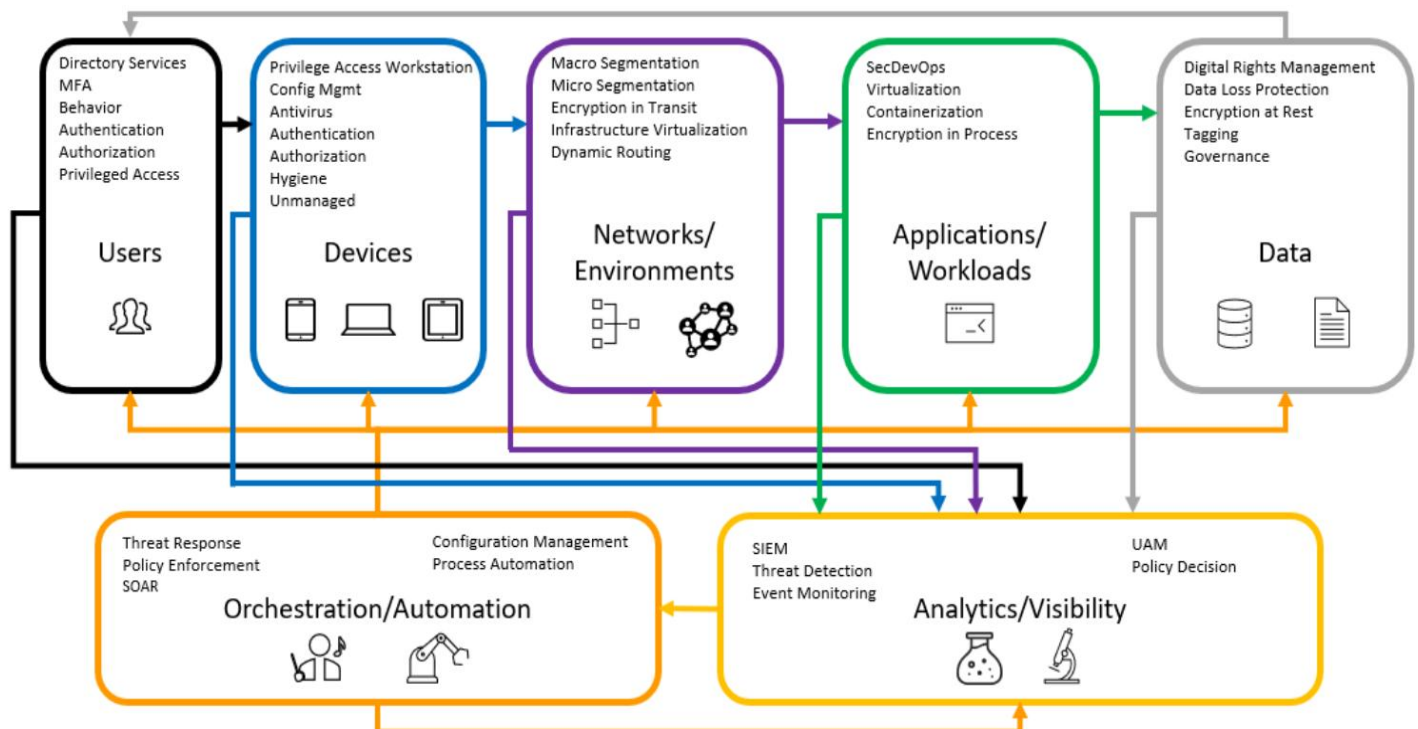 Directory Services
MFA
Behavior
Authentication
Authorization
Privileged Access
Users
Privilege Access Workstation
Config Mgmt
Antivirus
Authentication
Authorization
Hygiene
Unmanaged
Devices
Macro Segmentation
Micro Segmentation
Encryption in Transit
Infrastructure Virtualization
Dynamic Routing
Networks/
Environments
SecDevOps
Virtualization
Containerization
Encryption in Process
Applications/
Workloads
Digital Rights Management
Data Loss Protection
Encryption at Rest
Tagging
Governance
Data
Threat Response
Policy Enforcement
SOAR
Configuration Management
Process Automation
Orchestration/Automation
SIEM
Threat Detection
Event Monitoring
UAM
Policy Decision
Analytics/Visibility